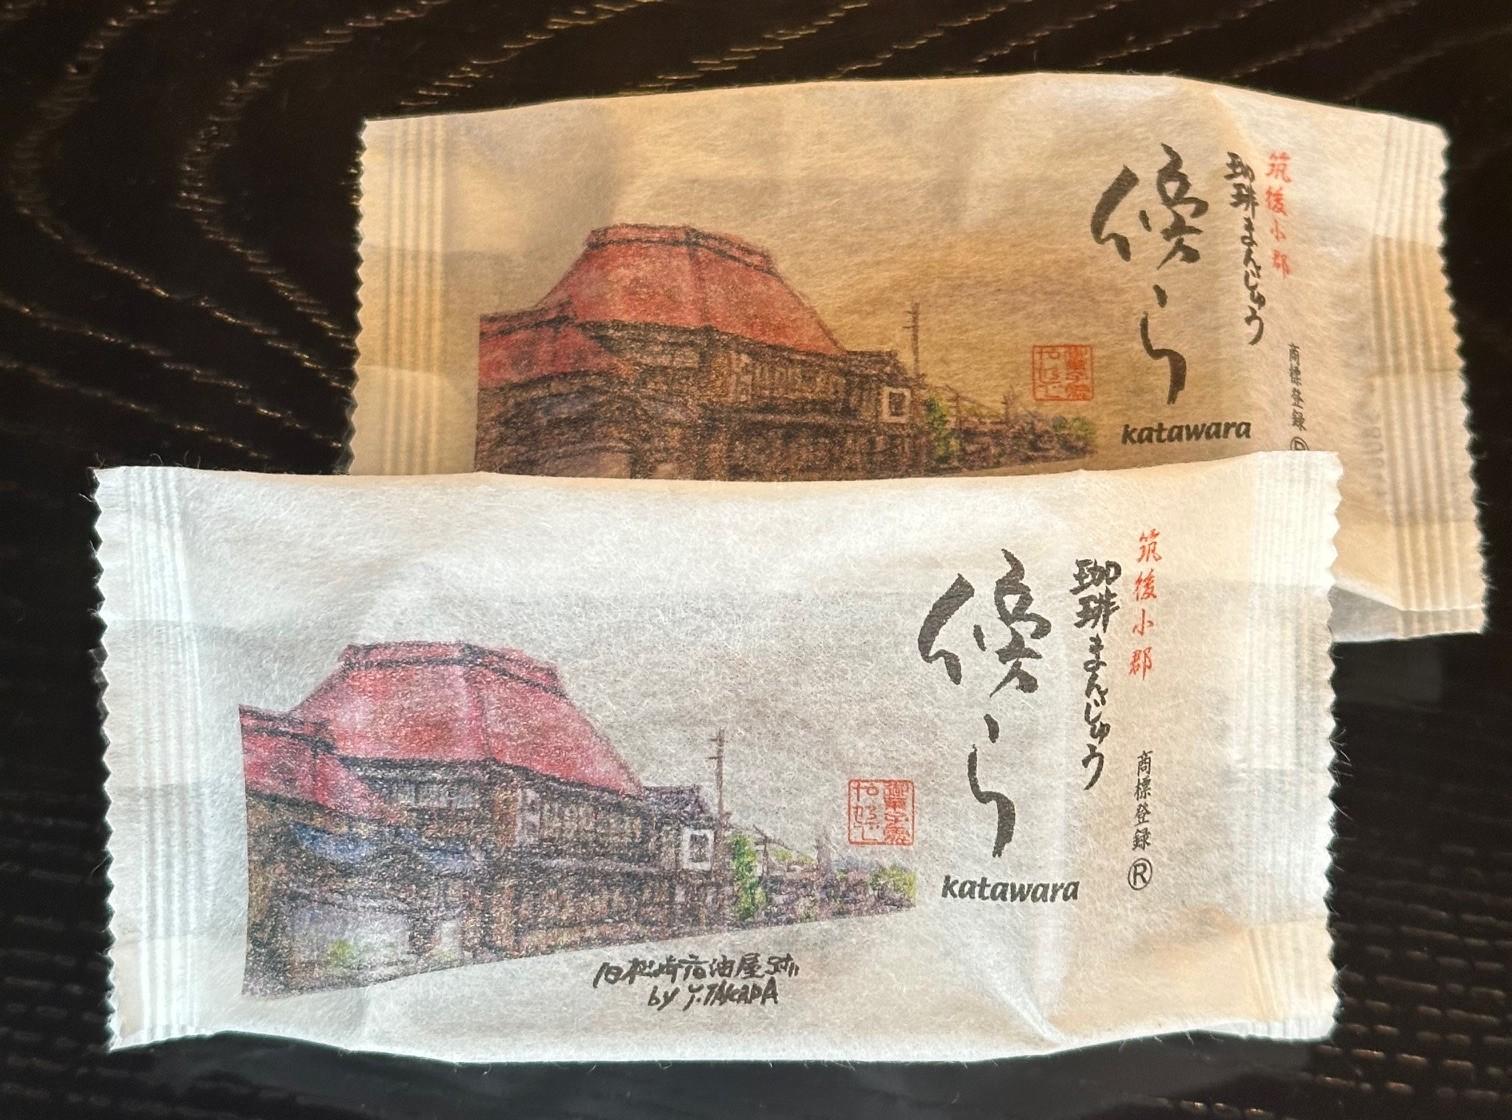 筑後小郡
珈琲まんじゅう
傍ら
katawara
商標登録
筑後小郡
珈琲まんじゅう
傍ら
katawara
商標登録 ®
旧松崎宿油屋
by Y.TAKADA